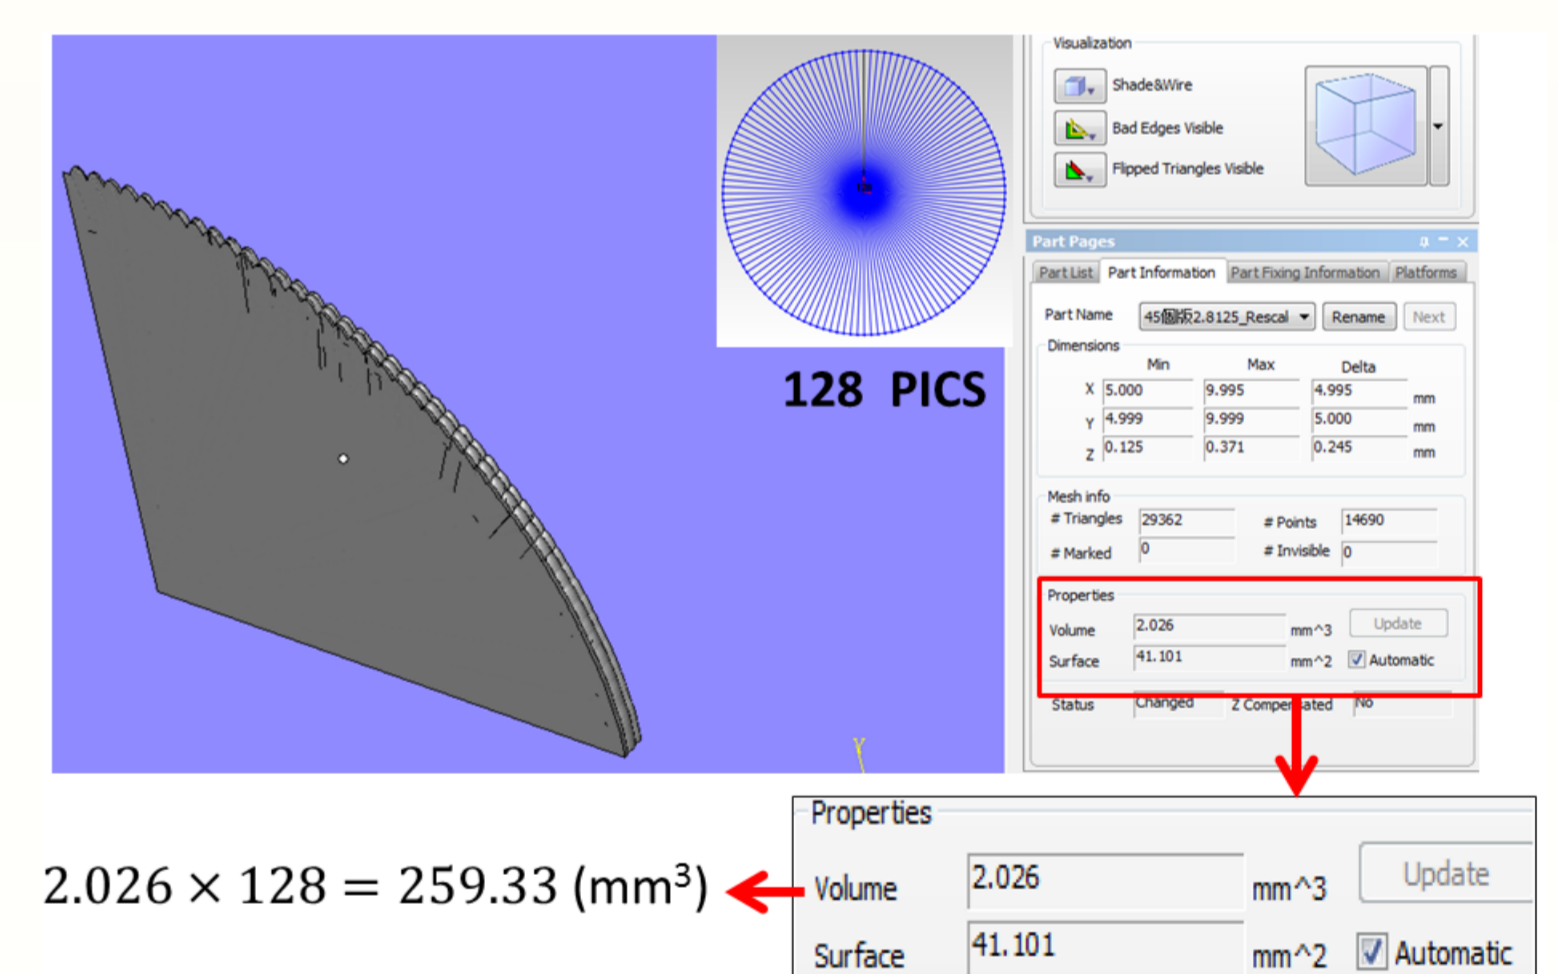 Visualization
Shade&Wire
Bad Edges Visible
Flipped Triangles Visible
128 PICS
Part Pages
Part List Part Information Part Fixing Information Platforms
Part Name 45個版2.8125_Rescal Rename Next
Dimensions
Min Max Delta
X 5.000 9.995 4.995 mm
Y 4.999 9.999 5.000 mm
Z 0.125 0.371 0.245 mm
Mesh info
# Triangles 29362 # Points 14690
# Marked 0 # Invisible 0
Properties
Volume 2.026 mm^3 Update
Surface 41.101 mm^2 Automatic
Status Changed Z Compensated No
Y
Properties
Volume 2.026 mm^3 Update
Surface 41.101 mm^2 Automatic
2.026 × 128 = 259.33 (mm³)